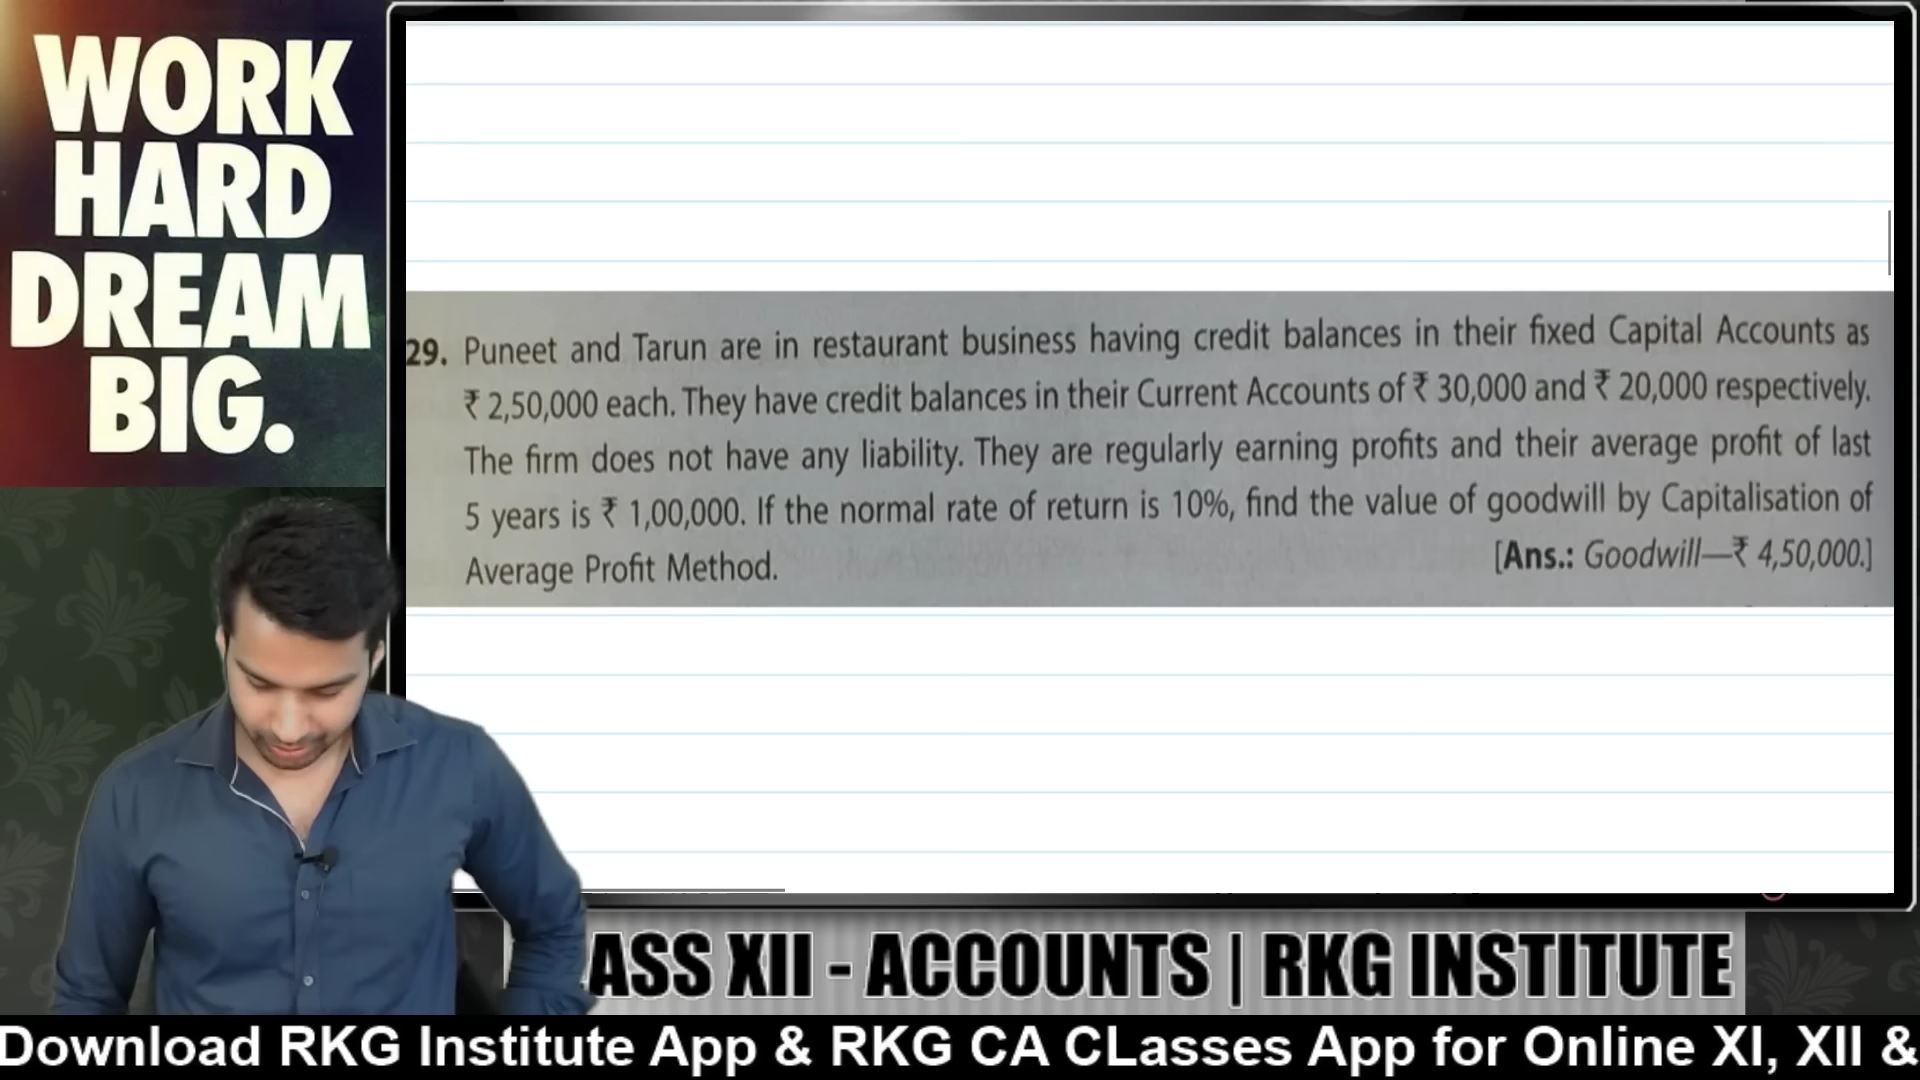 WORK
HARD
DREAM
BIG.
29. Puneet and Tarun are in restaurant business having credit balances in their fixed Capital Accounts as
₹ 2,50,000 each. They have credit balances in their Current Accounts of ₹ 30,000 and ₹ 20,000 respectively.
The firm does not have any liability. They are regularly earning profits and their average profit of last
5 years is ₹ 1,00,000. If the normal rate of return is 10%, find the value of goodwill by Capitalisation of
Average Profit Method. [Ans.: Goodwill—₹ 4,50,000.]
ASS XII - ACCOUNTS | RKG INSTITUTE
Download RKG Institute App & RKG CA CLasses App for Online XI, XII &